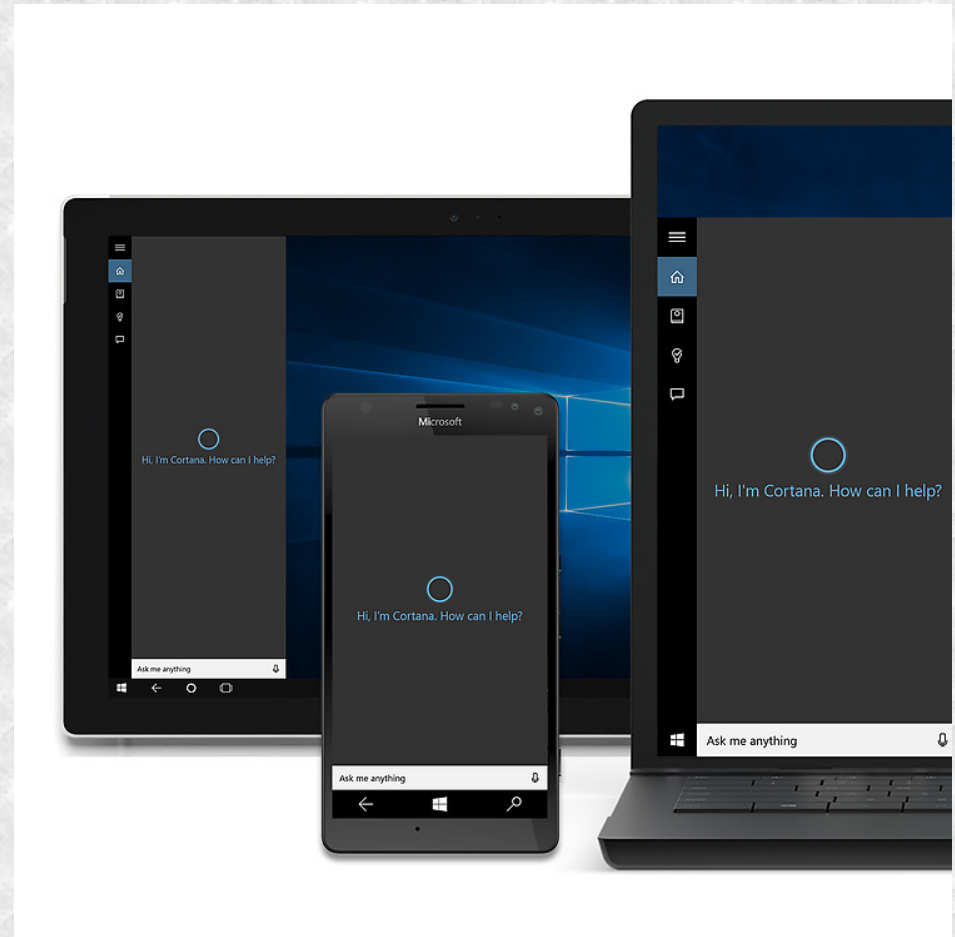 Hi, I'm Cortana. How can I help?
Ask me anything
Microsoft
Hi, I'm Cortana. How can I help?
Ask me anything
Hi, I'm Cortana. How can I help?
Ask me anything